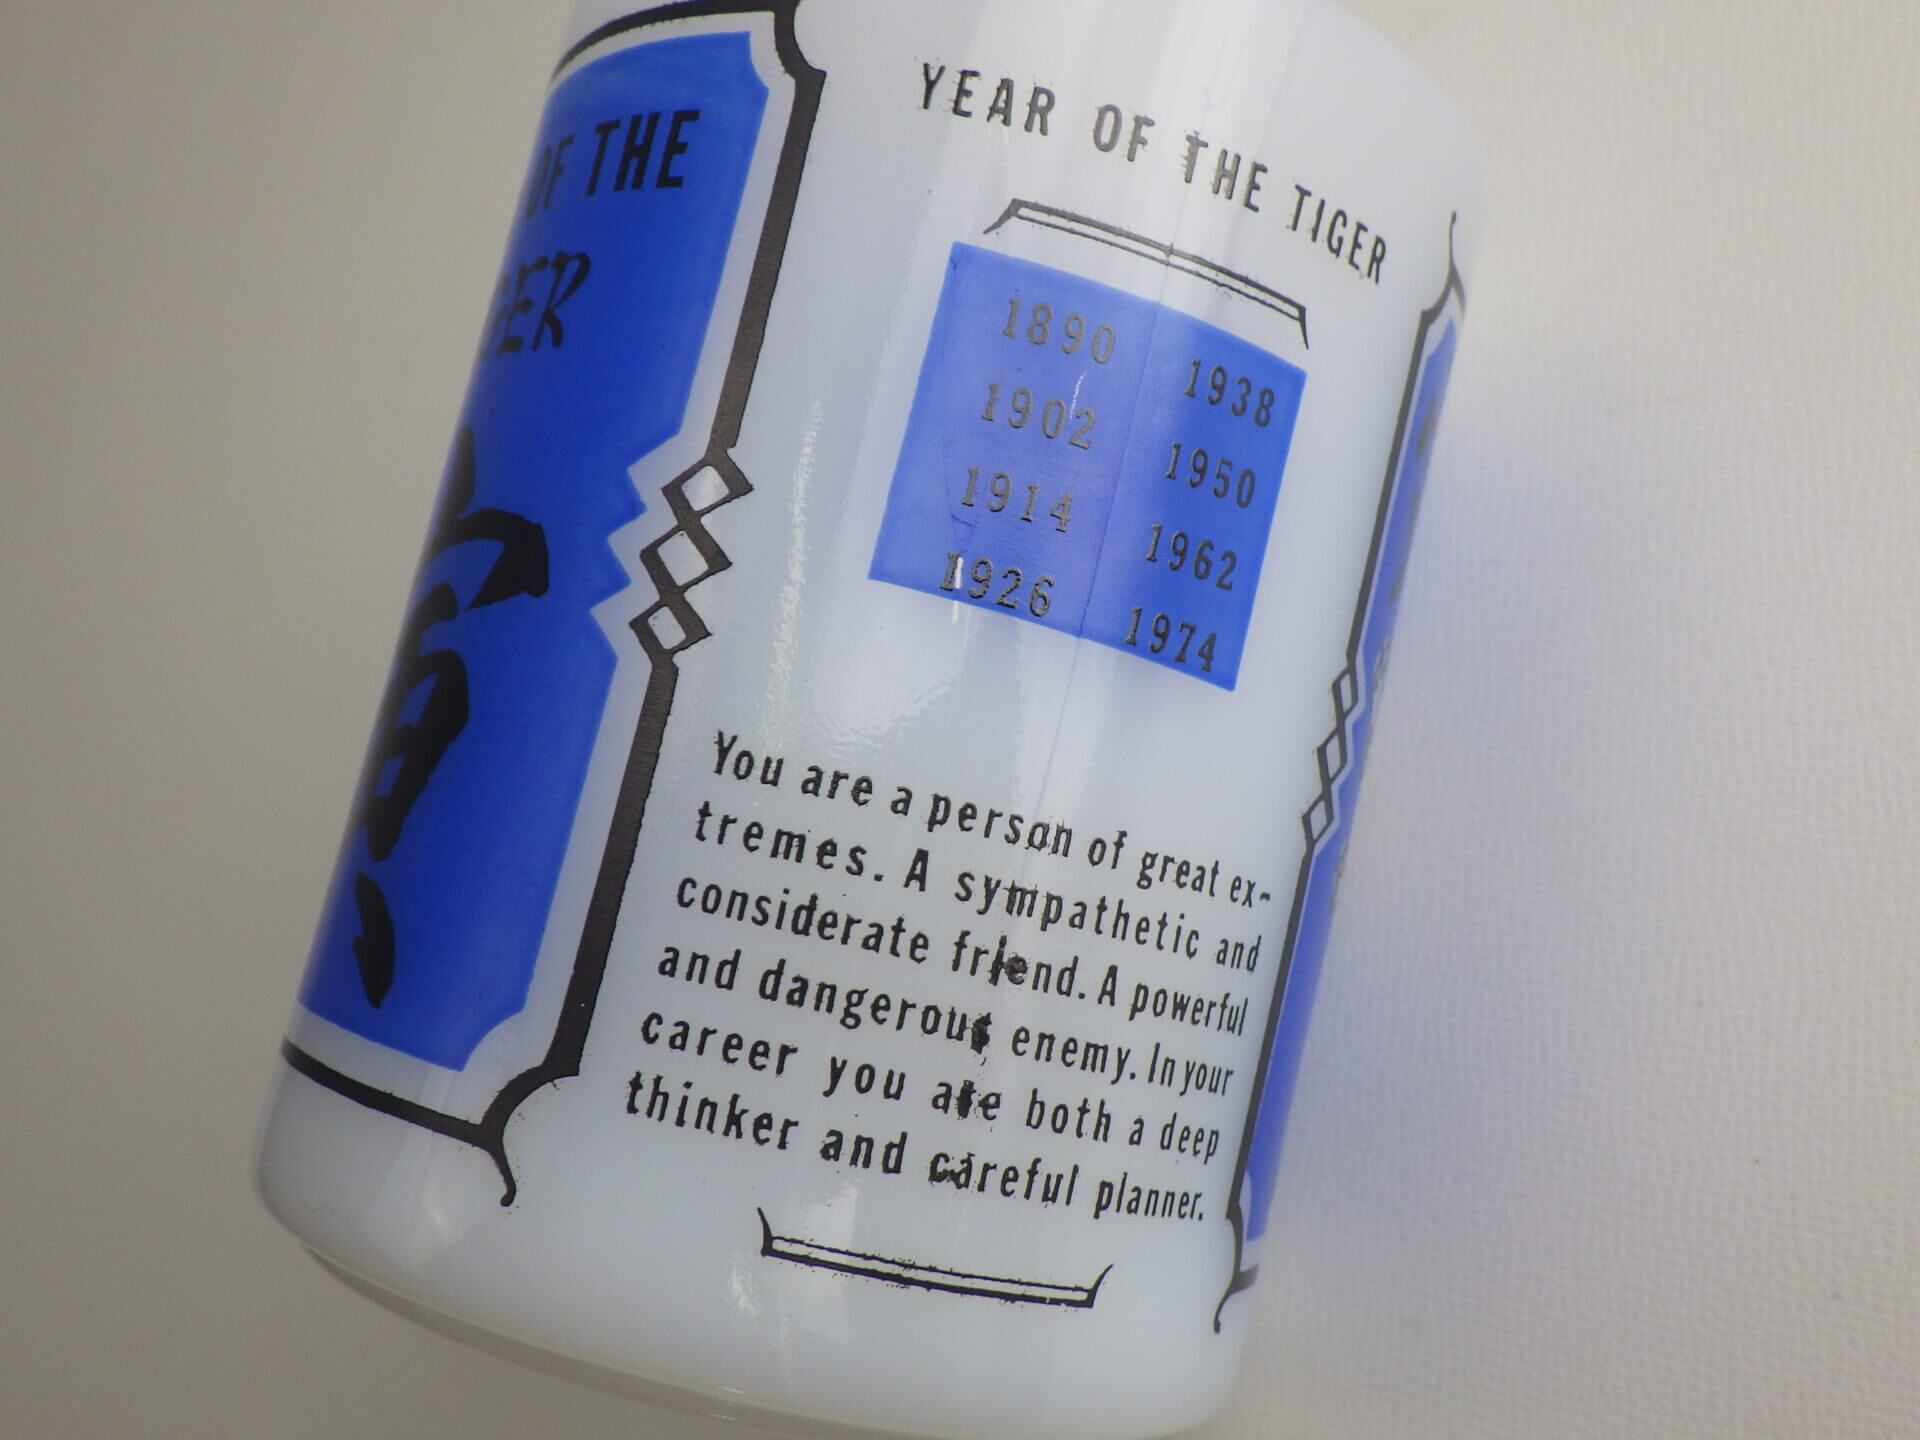 OF THE
YEAR OF THE TIGER
1890 1938
1902 1950
1914 1962
1926 1974
You are a person of great ex-
tremes. A sympathetic and
considerate friend. A powerful
and dangerous enemy. In your
career you are both a deep
thinker and careful planner.